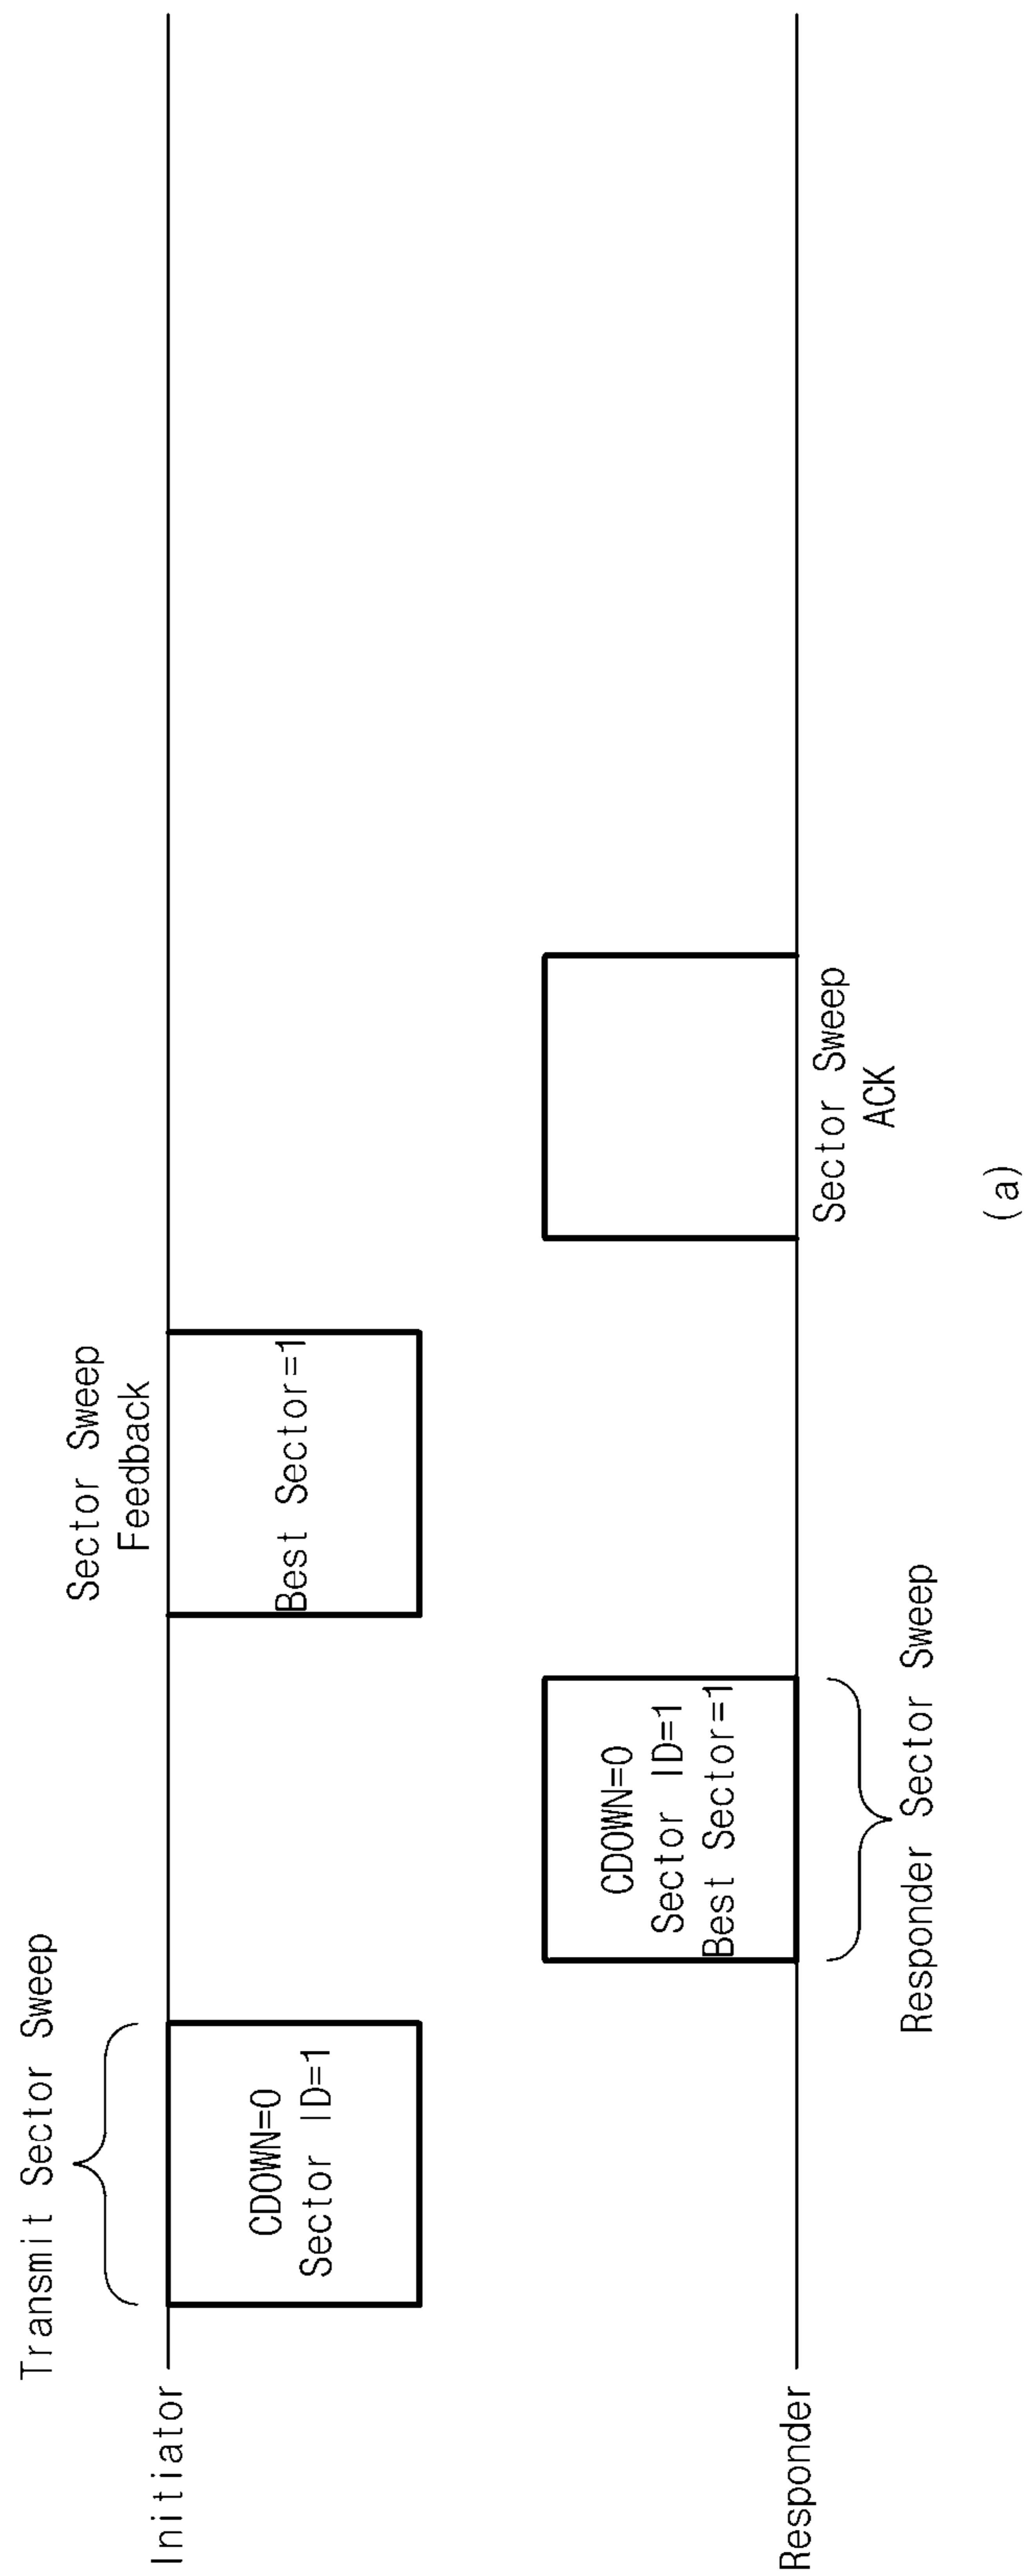 Transmit Sector Sweep
Sector Sweep
Feedback
Initiator
CDOWN=0
Sector ID=1
Best Sector=1
CDOWN=0
Sector ID=1
Best Sector=1
Responder
Responder Sector Sweep
Sector Sweep
ACK
(a)